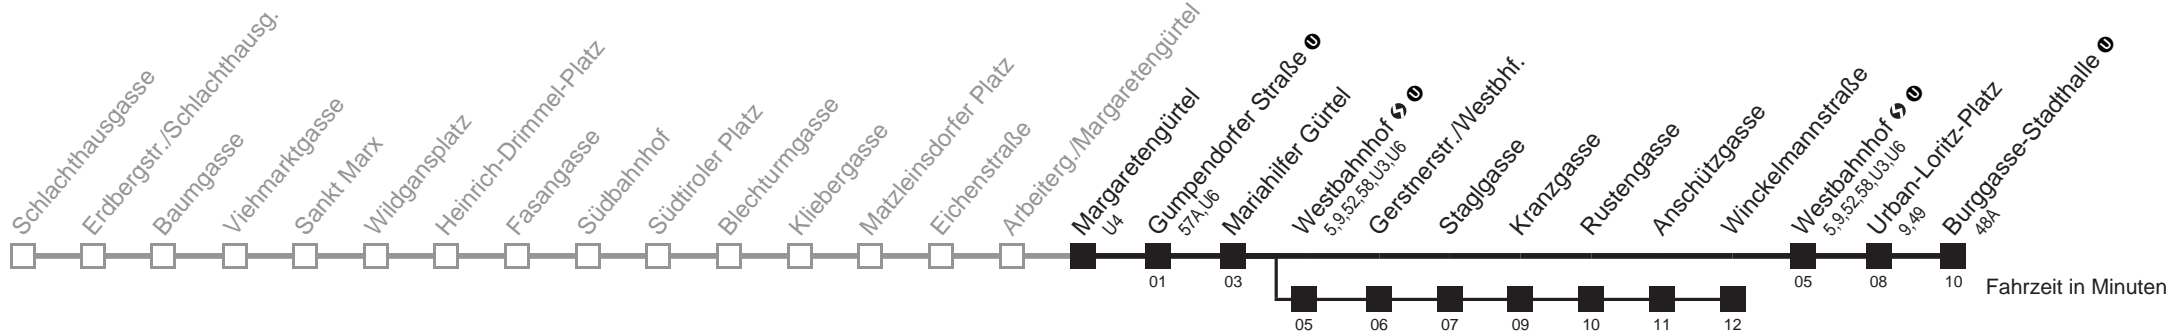 Schlachthausgasse
Erdbergstr./Schlachthausg.
Baumgasse
Viehmarktgasse
Sankt Marx
Wildgansplatz
Heinrich-Drimmel-Platz
Fasangasse
Südbahnhof
Südtiroler Platz
Blechturmgasse
Kliebergasse
Matzleinsdorfer Platz
Eichenstraße
Arbeiterg./Margaretengürtel
Margaretengürtel
U4
Gumpendorfer Straße U
57A,U6
Mariahilfer Gürtel
Westbahnhof U
5,9,52,58,U3,U6
Gerstnerstr./Westbhf.
Staglgasse
Kranzgasse
Rustengasse
Anschützgasse
Winckelmannstraße
Westbahnhof U
5,9,52,58,U3,U6
Urban-Loritz-Platz
9,49
Burggasse-Stadthalle U
48A
01 03 05 08 10
Fahrzeit in Minuten
05 06 07 09 10 11 12